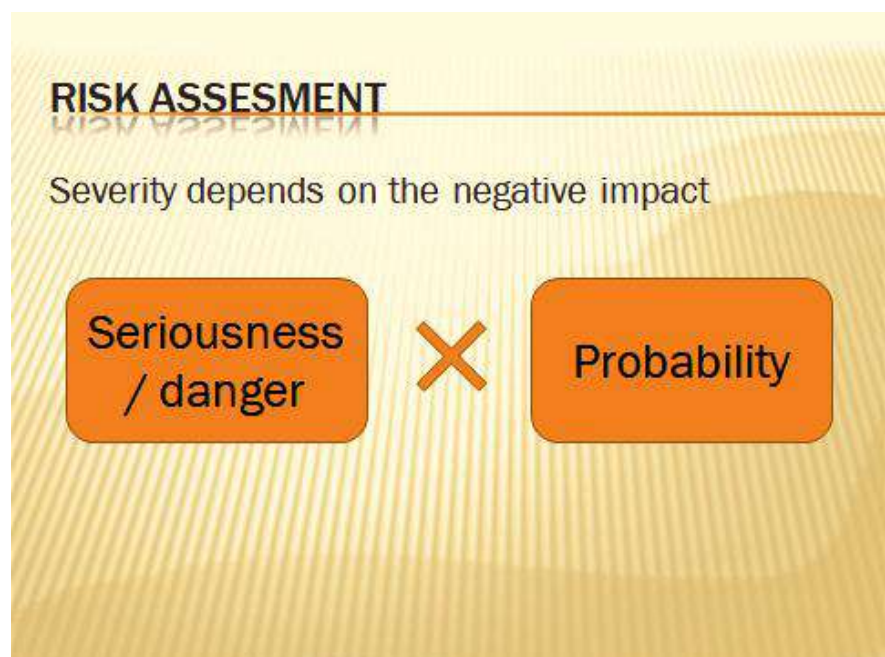 RISK ASSESMENT
Severity depends on the negative impact
Seriousness
/ danger
Probability